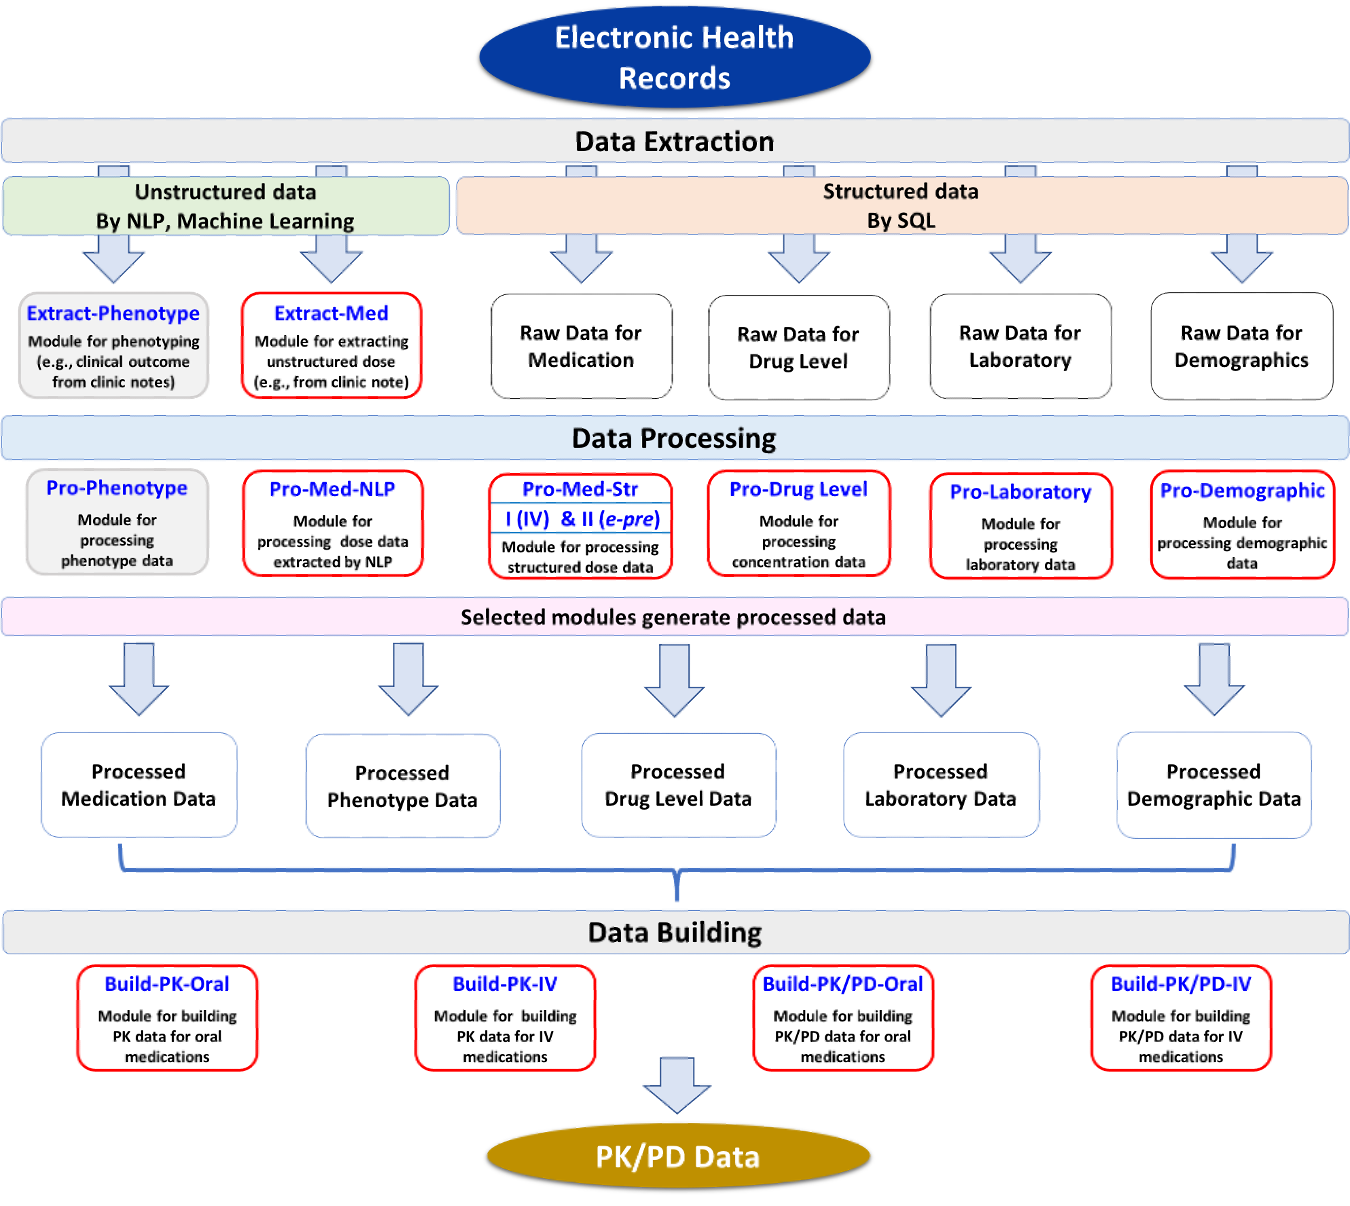 Electronic Health
Records
Data Extraction
Unstructured data
By NLP, Machine Learning
Structured data
By SQL
Extract-Phenotype
Module for phenotyping
(e.g., clinical outcome
from clinic notes)
Extract-Med
Module for extracting
unstructured dose
(e.g., from clinic note)
Raw Data for
Medication
Raw Data for
Drug Level
Raw Data for
Laboratory
Raw Data for
Demographics
Data Processing
Pro-Phenotype
Module for
processing
phenotype data
Pro-Med-NLP
Module for
processing dose data
extracted by NLP
Pro-Med-Str
I (IV) & II (e-pre)
Module for processing
structured dose data
Pro-Drug Level
Module for
processing
concentration data
Pro-Laboratory
Module for
processing
laboratory data
Pro-Demographic
Module for
processing demographic
data
Selected modules generate processed data
Processed
Medication Data
Processed
Phenotype Data
Processed
Drug Level Data
Processed
Laboratory Data
Processed
Demographic Data
Data Building
Build-PK-Oral
Module for building
PK data for oral
medications
Build-PK-IV
Module for building
PK data for IV
medications
Build-PK/PD-Oral
Module for building
PK/PD data for oral
medications
Build-PK/PD-IV
Module for building
PK/PD data for IV
medications
PK/PD Data